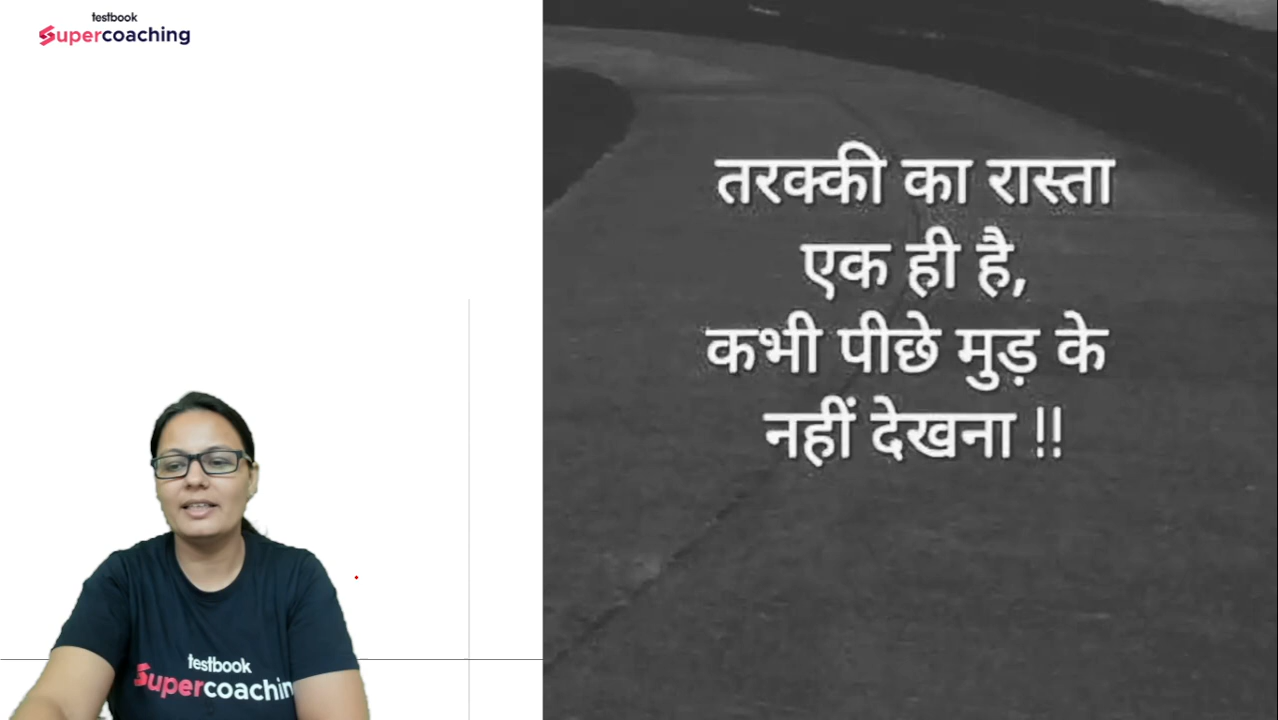 testbook
Supercoaching
तरक्की का रास्ता
एक ही है,
कभी पीछे मुड़ के
नहीं देखना !!
testbook
Supercoachin